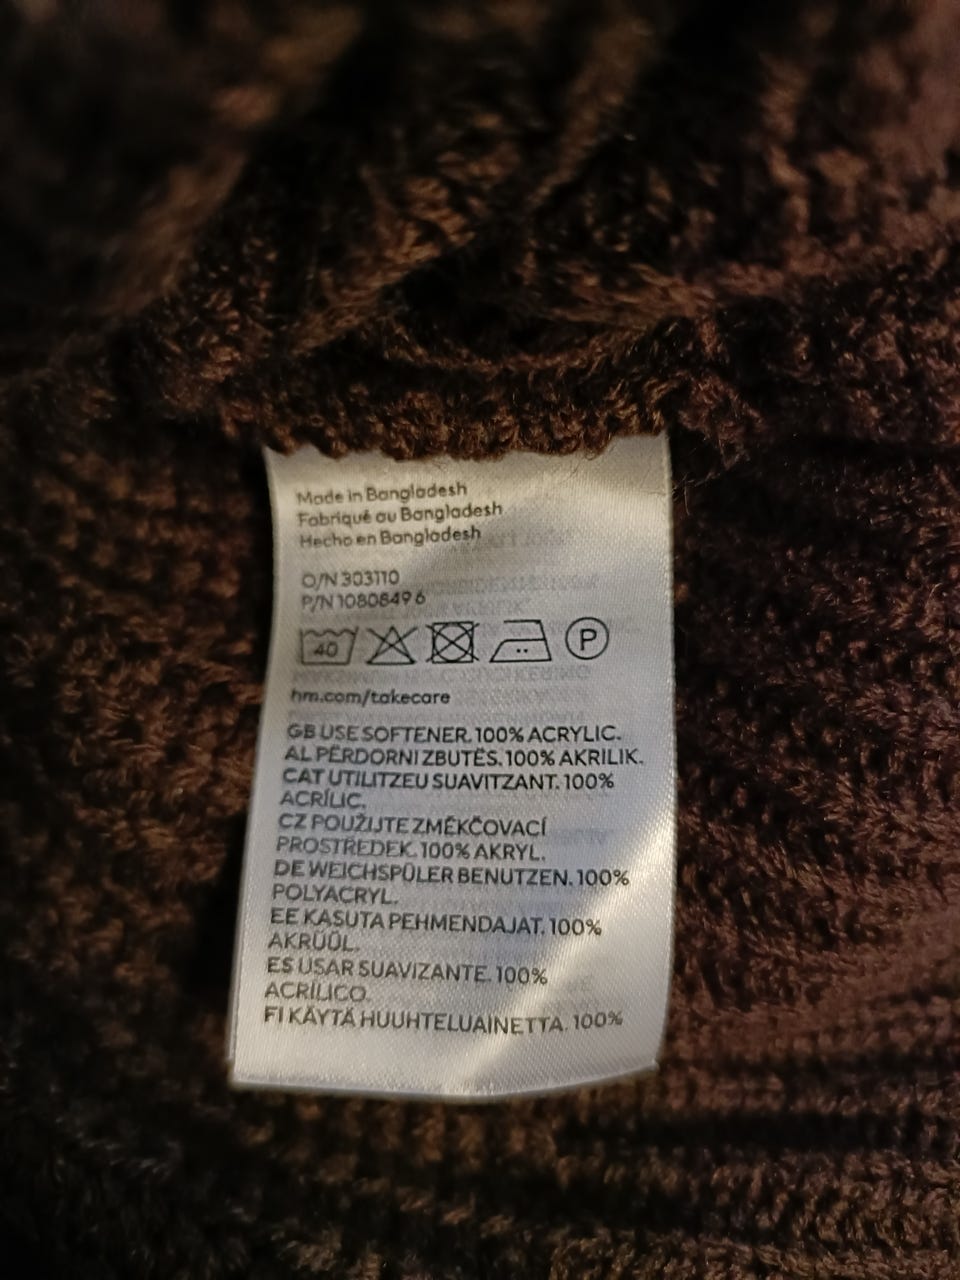 Made in Bangladesh
Fabriqué au Bangladesh
Hecho en Bangladesh
O/N 303110
P/N 10808496
40 P
hm.com/takecare
GB USE SOFTENER. 100% ACRYLIC.
AL PËRDORNI ZBUTËS. 100% AKRILIK.
CAT UTILITZEU SUAVITZANT. 100%
ACRÍLIC.
CZ POUŽIJTE ZMĚKČOVACÍ
PROSTŘEDEK. 100% AKRYL.
DE WEICHSPÜLER BENUTZEN. 100%
POLYACRYL.
EE KASUTA PEHMENDAJAT. 100%
AKRÜÜL.
ES USAR SUAVIZANTE. 100%
ACRÍLICO.
FI KÄYTÄ HUUHTELUAINETTA. 100%